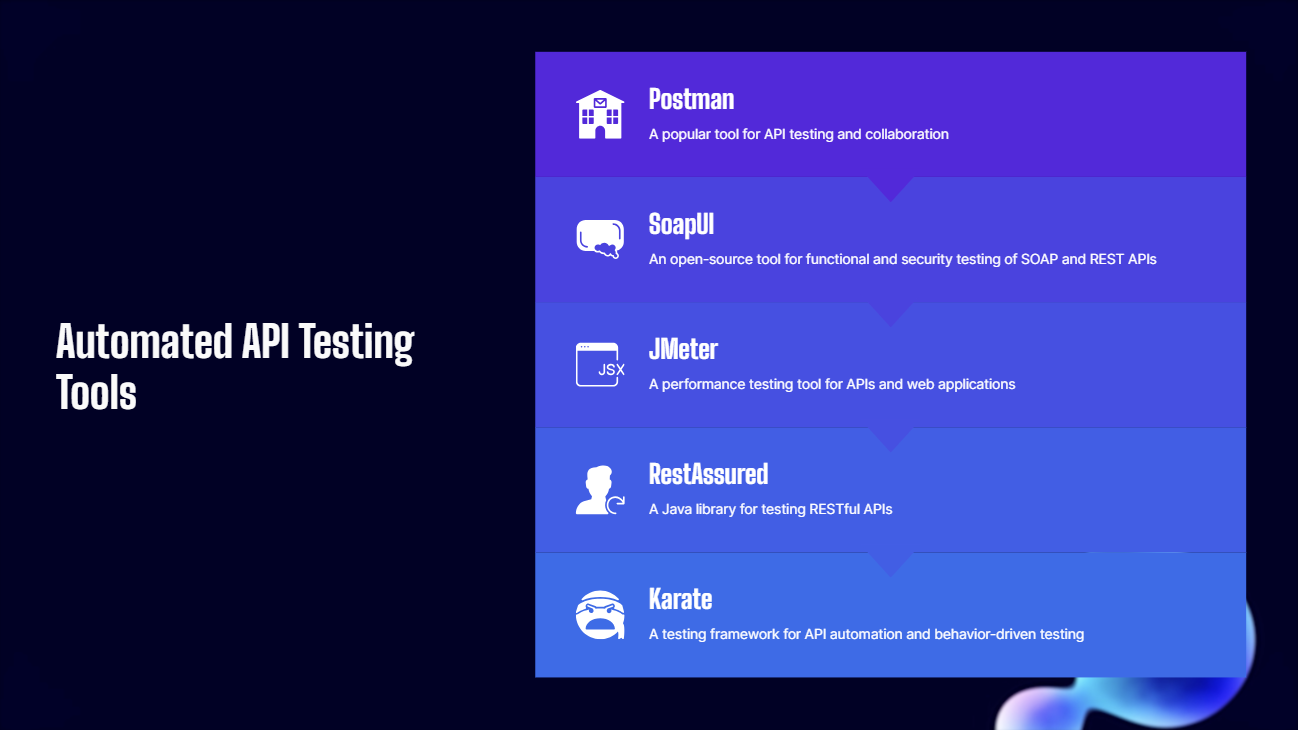 Automated API Testing
Tools
Postman
A popular tool for API testing and collaboration
SoapUI
An open-source tool for functional and security testing of SOAP and REST APIs
JSX
JMeter
A performance testing tool for APIs and web applications
RestAssured
A Java library for testing RESTful APIs
Karate
A testing framework for API automation and behavior-driven testing